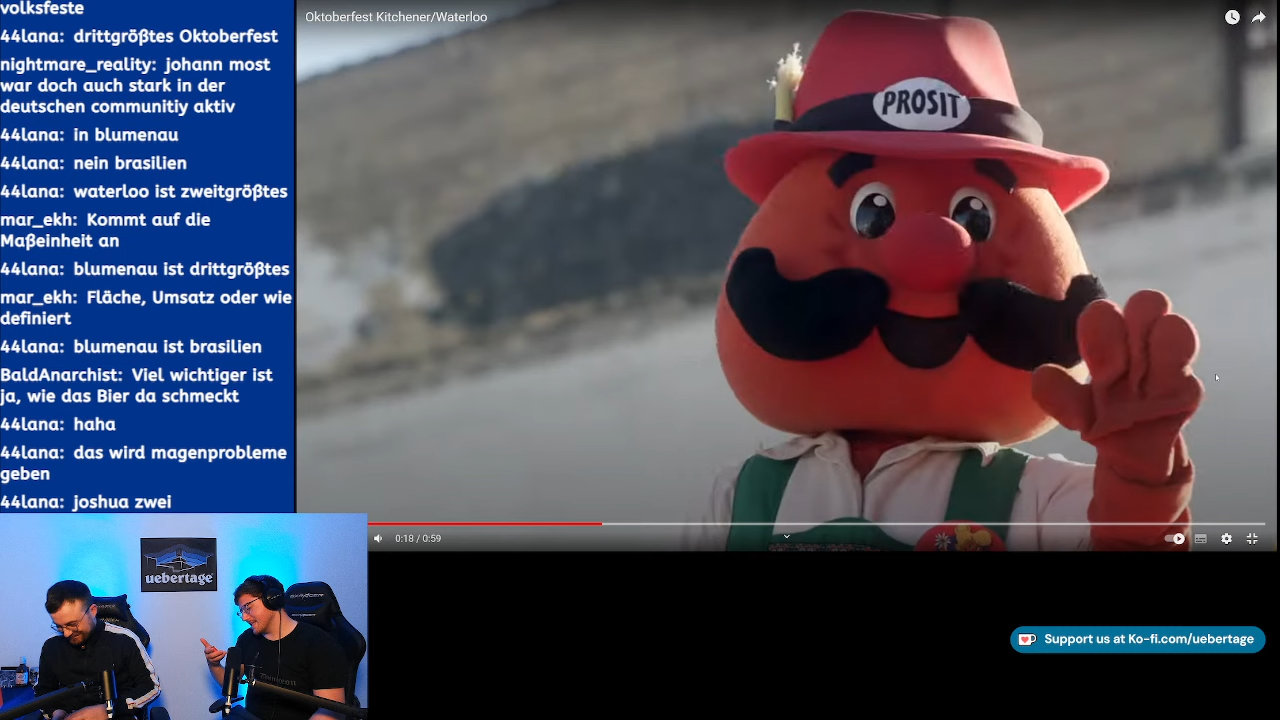 volksfeste
44lana: drittgrößtes Oktoberfest
nightmare_reality: johann most
war doch auch stark in der
deutschen communitiy aktiv
44lana: in blumenau
44lana: nein brasilien
44lana: waterloo ist zweitgrößtes
mar_ekh: Kommt auf die
Maßeinheit an
44lana: blumenau ist drittgrößtes
mar_ekh: Fläche, Umsatz oder wie
definiert
44lana: blumenau ist brasilien
BaldAnarchist: Viel wichtiger ist
ja, wie das Bier da schmeckt
44lana: haha
44lana: das wird magenprobleme
geben
44lana: joshua zwei
Oktoberfest Kitchener/Waterloo
PROSIT
0:18 / 0:59
uebertage
Support us at Ko-fi.com/uebertage